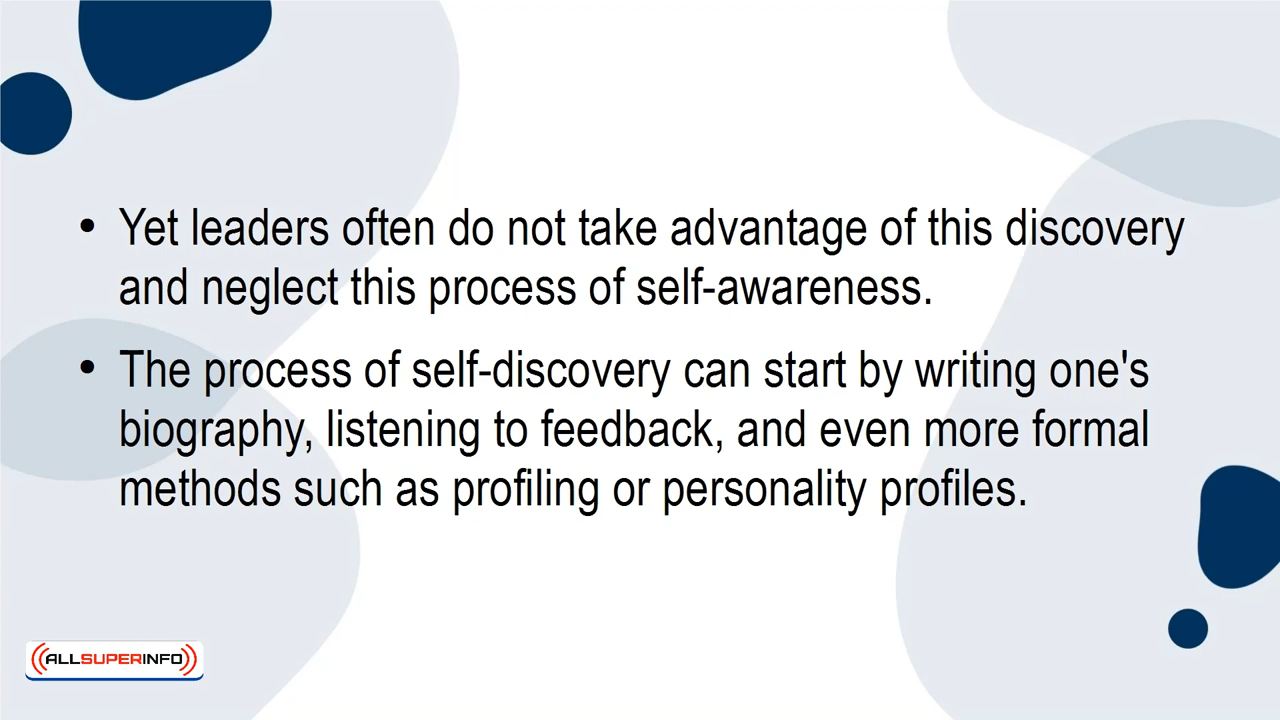 • Yet leaders often do not take advantage of this discovery
and neglect this process of self-awareness.
• The process of self-discovery can start by writing one's
biography, listening to feedback, and even more formal
methods such as profiling or personality profiles.
ALLSUPERINFO